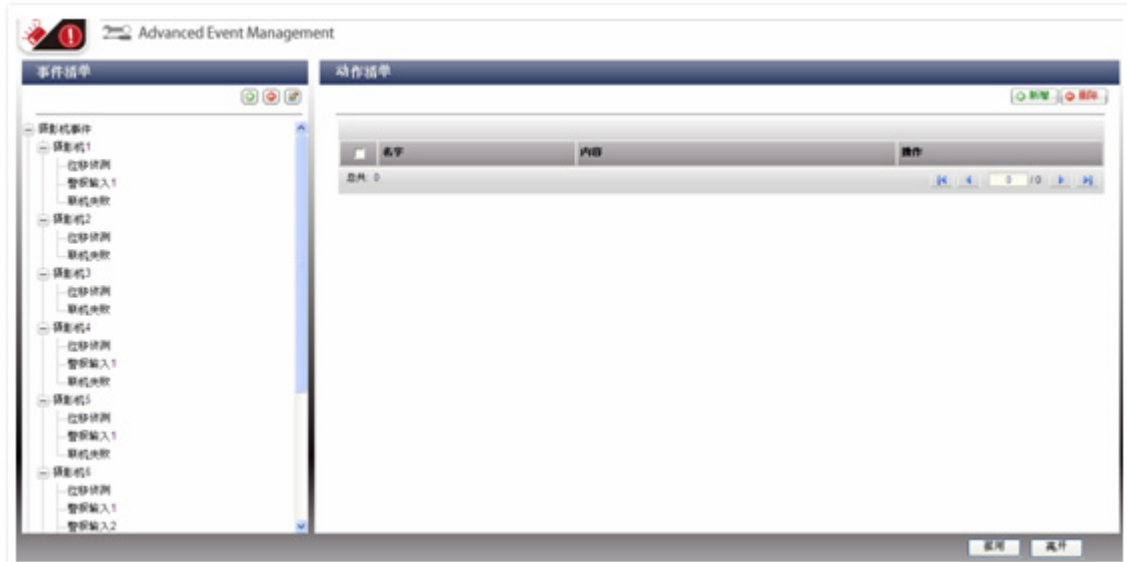 Advanced Event Management
事件清单
动作清单
新增 删除
摄影机事件
摄影机1
位移侦测
警报输入1
联机失败
摄影机2
位移侦测
联机失败
摄影机3
位移侦测
联机失败
摄影机4
位移侦测
警报输入1
联机失败
摄影机5
位移侦测
警报输入1
联机失败
摄影机6
位移侦测
警报输入1
警报输入2
名字 内容 操作
总共: 0
0 / 0
套用 离开